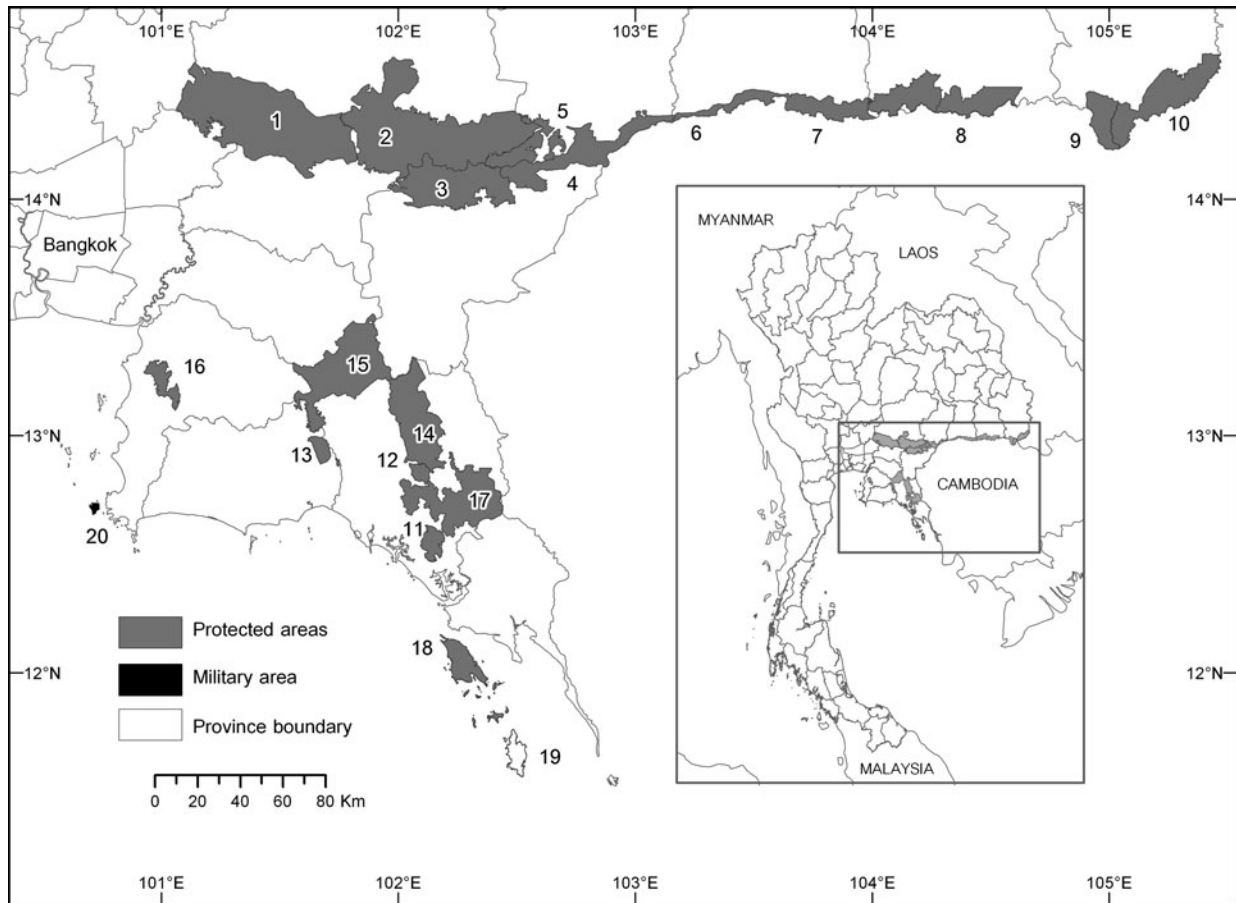 101°E
102°E
103°E
104°E
105°E
1
2
5
6
7
8
9
10
3
4
14°N
14°N
Bangkok
MYANMAR
LAOS
16
15
13°N
14
13
12
17
11
20
13°N
CAMBODIA
Protected areas
18
12°N
Military area
12°N
Province boundary
19
MALAYSIA
0 20 40 60 80 Km
101°E
102°E
103°E
104°E
105°E